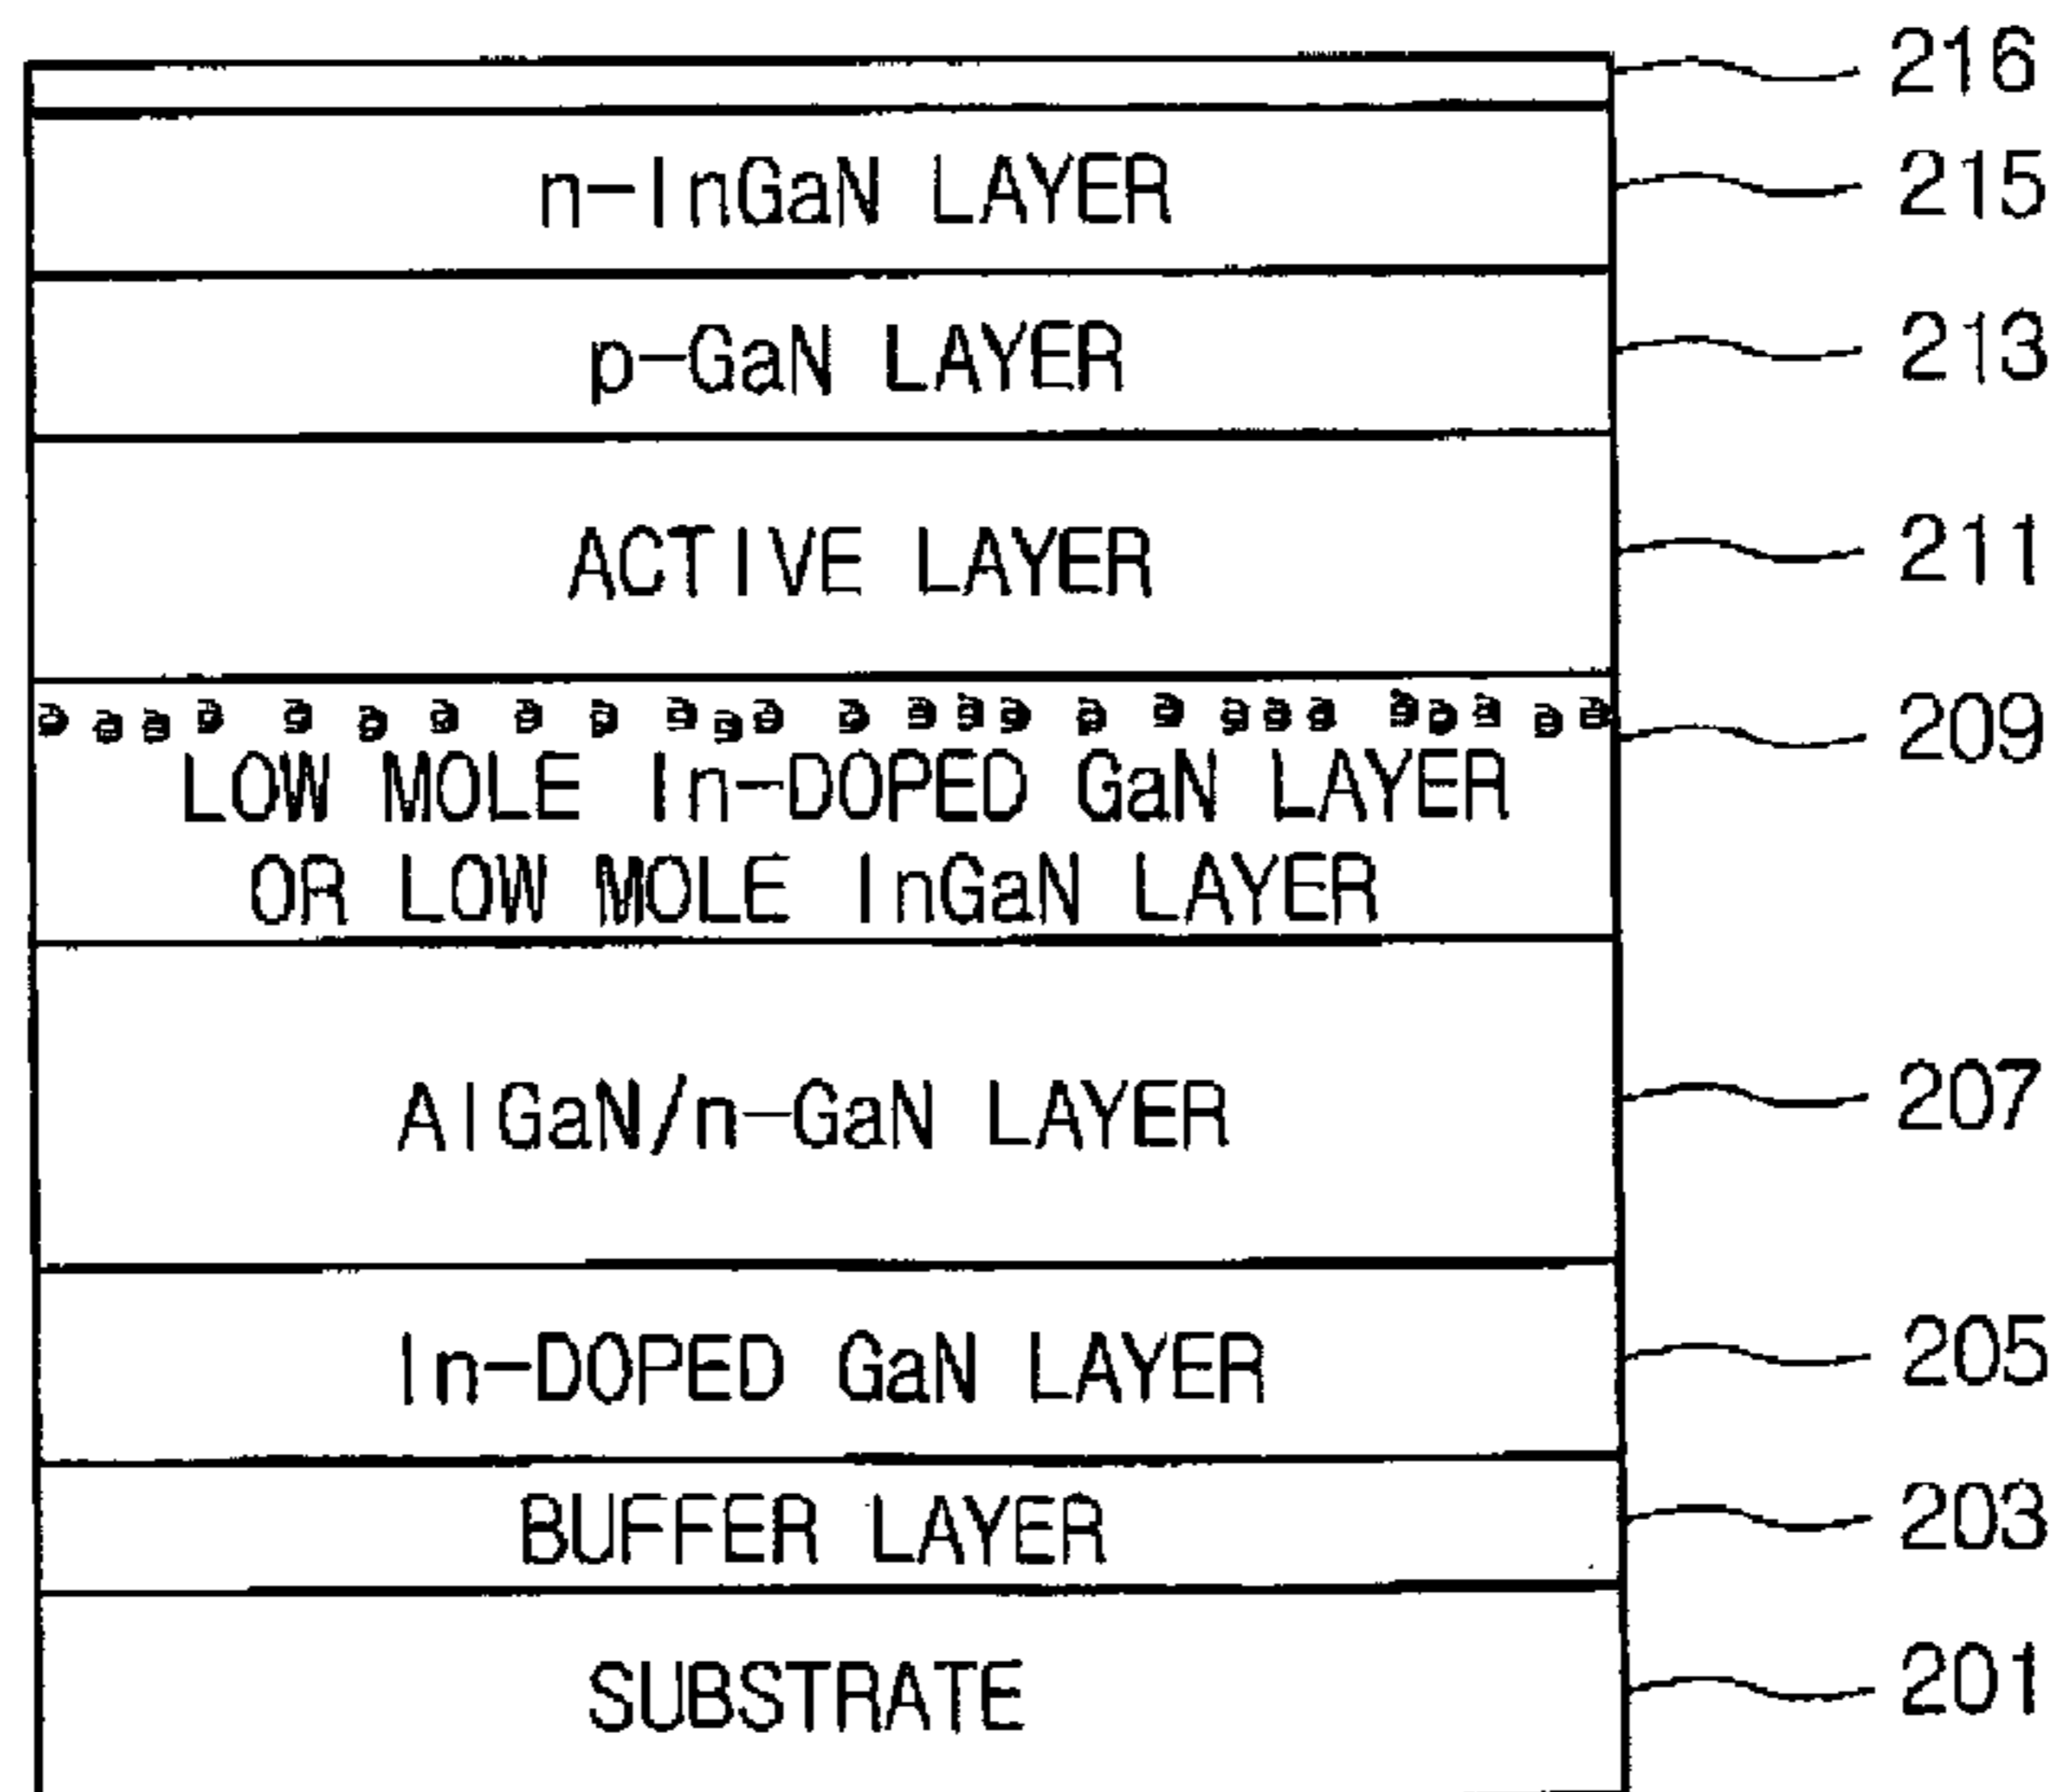 216
n-InGaN LAYER 215
p-GaN LAYER 213
ACTIVE LAYER 211
209
LOW MOLE In-DOPED GaN LAYER
OR LOW MOLE InGaN LAYER
AlGaN/n-GaN LAYER 207
In-DOPED GaN LAYER 205
BUFFER LAYER 203
SUBSTRATE 201